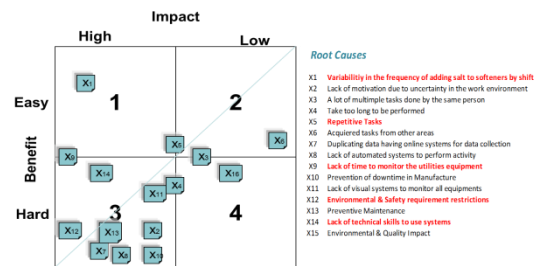 Impact
High
Low
Root Causes
X1 Variabilitiy in the frequency of adding salt to softeners by shift
X2 Lack of motivation due to uncertainty in the work environment
X3 A lot of multimple tasks done by the same person
X4 Take too long to be performed
X5 Repetitive Tasks
X6 Acquiered tasks from other areas
X7 Duplicating data having online systems for data collection
X8 Lack of automated systems to perform activity
X9 Lack of time to monitor the utilities equipment
X10 Prevention of downtime in Manufacture
X11 Lack of visual systems to monitor all equipments
X12 Environmental & Safety requirement restrictions
X13 Preventive Maintenance
X14 Lack of technical skills to use systems
X15 Environmental & Quality Impact
Benefit
Easy
Hard
1
2
3
4
X1
X5
X6
X9
X3
X14
X16
X4
X11
X12
X13
X2
X7
X8
X10